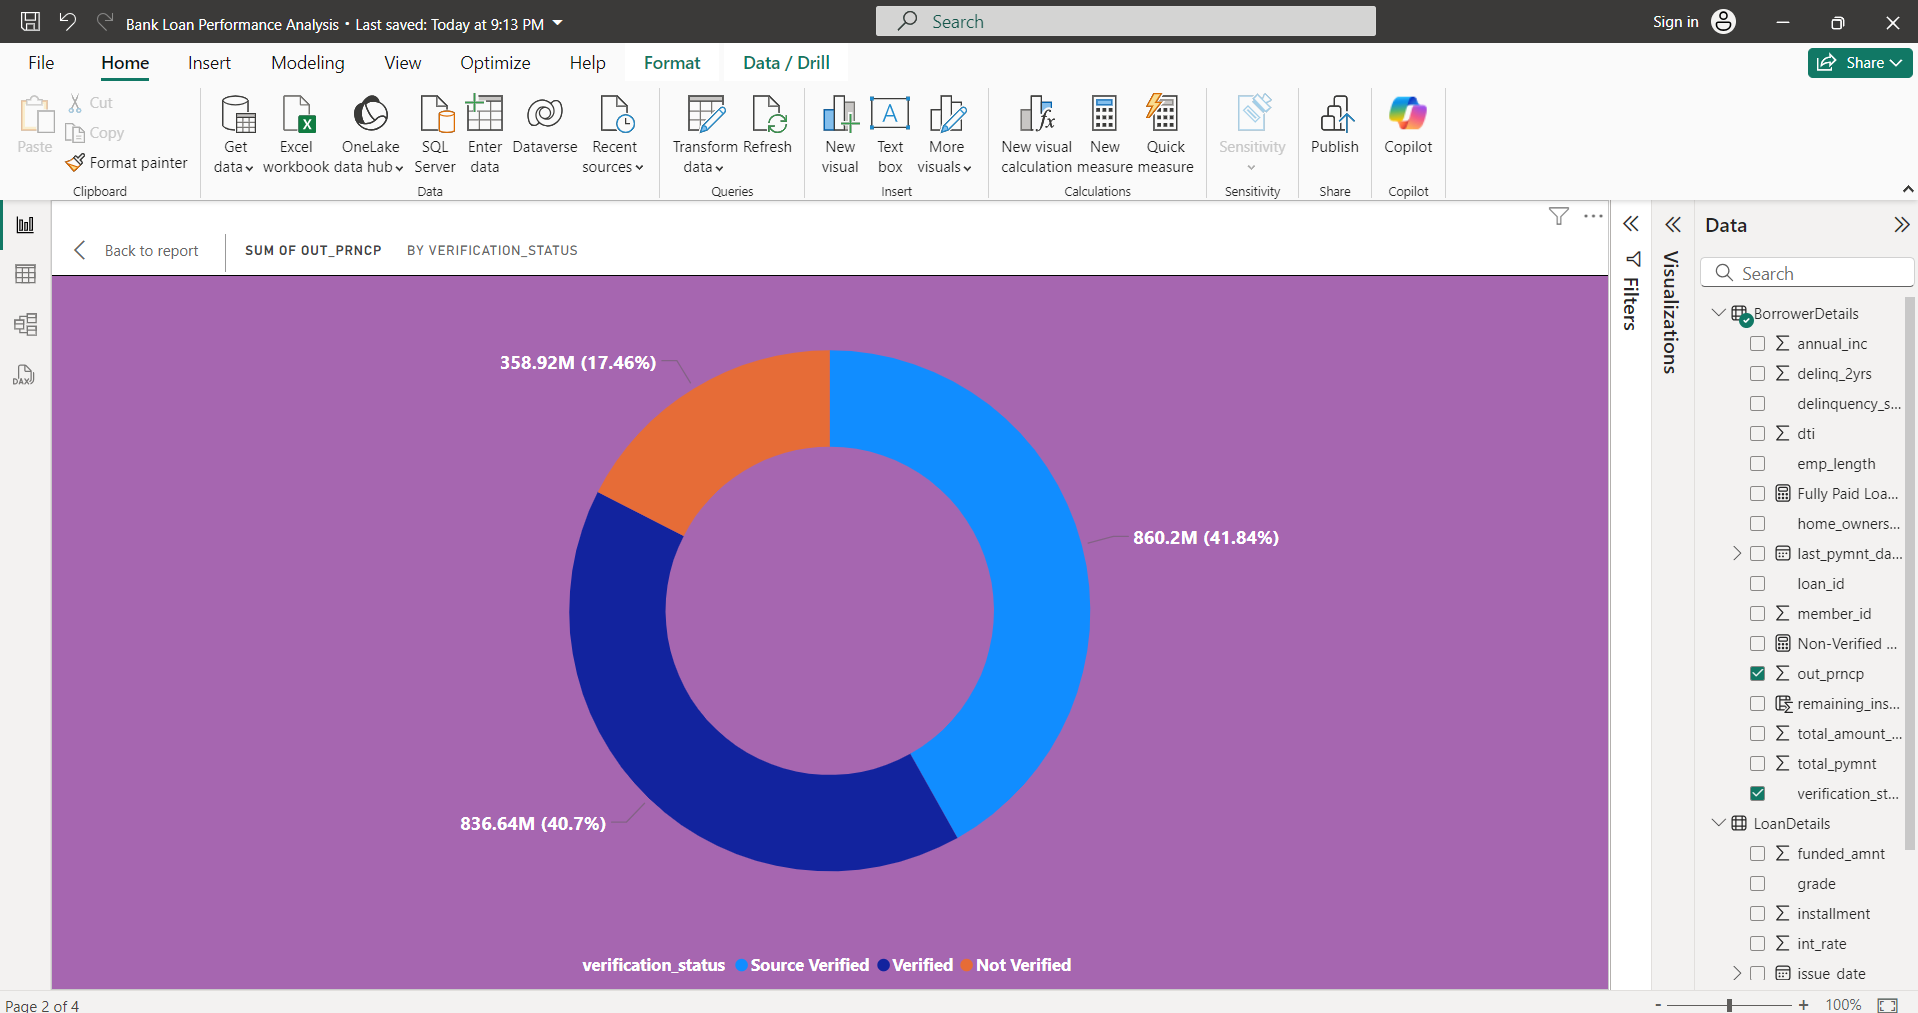 Bank Loan Performance Analysis • Last saved: Today at 9:13 PM
Search
Sign in
File
Home
Insert
Modeling
View
Optimize
Help
Format
Data / Drill
Share
Paste
Cut
Copy
Format painter
Clipboard
Get data
Excel workbook
OneLake data hub
SQL Server
Enter data
Dataverse
Recent sources
Data
Transform data
Refresh
Queries
New visual
Text box
More visuals
Insert
New visual calculation
New measure
Quick measure
Calculations
Sensitivity
Sensitivity
Publish
Share
Copilot
Copilot
Back to report
SUM OF OUT_PRNCP
BY VERIFICATION_STATUS
358.92M (17.46%)
860.2M (41.84%)
836.64M (40.7%)
verification_status Source Verified Verified Not Verified
Filters
Visualizations
Data
Search
BorrowerDetails
annual_inc
delinq_2yrs
delinquency_s...
dti
emp_length
Fully Paid Loa...
home_owners...
last_pymnt_da...
loan_id
member_id
Non-Verified ...
out_prncp
remaining_ins...
total_amount_...
total_pymnt
verification_st...
LoanDetails
funded_amnt
grade
installment
int_rate
issue_date
Page 2 of 4
- + 100%